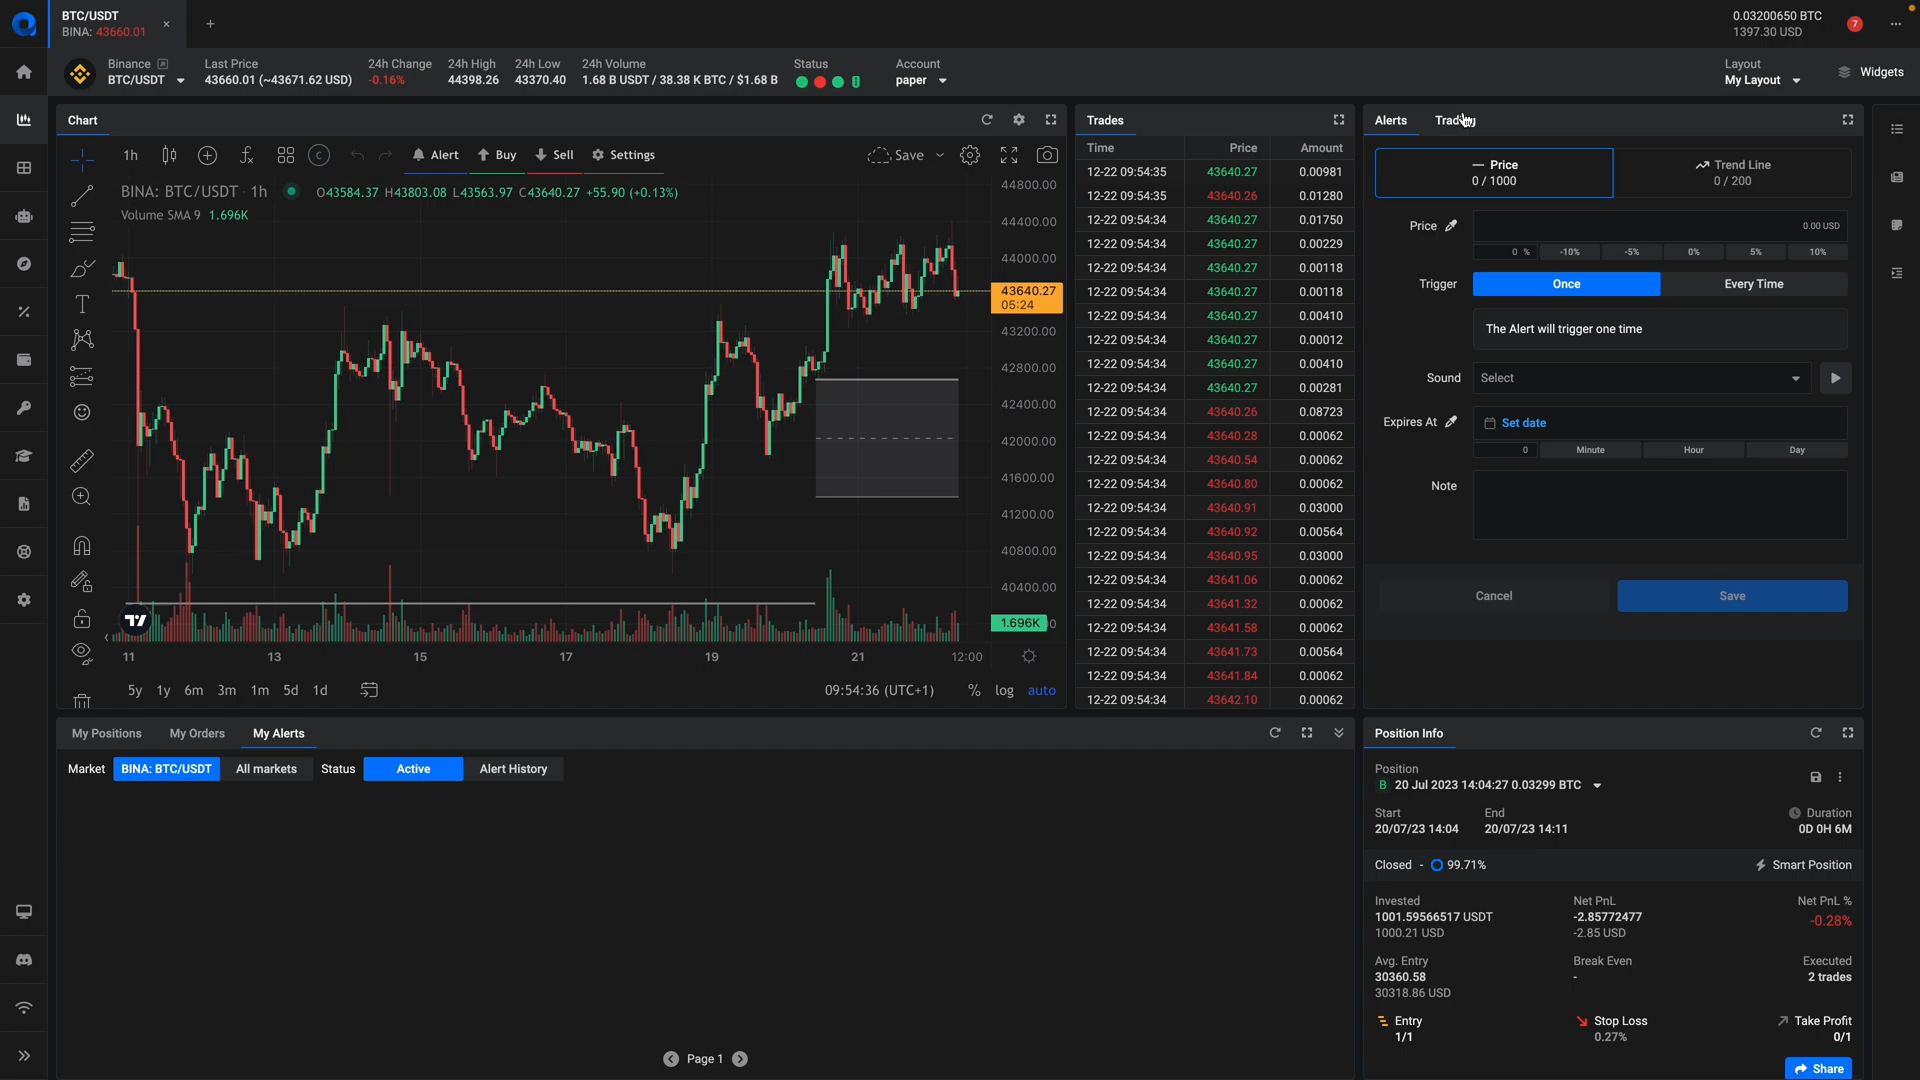 BTC/USDT
BINA: 43660.01
0.03200650 BTC
1397.30 USD
7
Binance
BTC/USDT
Last Price
43660.01 (~43671.62 USD)
24h Change
-0.16%
24h High
44398.26
24h Low
43370.40
24h Volume
1.68 B USDT / 38.38 K BTC / $1.68 B
Status
Account
paper
Layout
My Layout
Widgets
Chart
1h
C
Alert
Buy
Sell
Settings
Save
BINA: BTC/USDT · 1h
O43584.37 H43803.08 L43563.97 C43640.27 +55.90 (+0.13%)
Volume SMA 9 1.696K
44800.00
44400.00
44000.00
43640.27
05:24
43200.00
42800.00
42400.00
42000.00
41600.00
41200.00
40800.00
40400.00
1.696K
11
13
15
17
19
21
12:00
5y
1y
6m
3m
1m
5d
1d
09:54:36 (UTC+1)
%
log
auto
Trades
Time Price Amount
12-22 09:54:35 43640.27 0.00981
12-22 09:54:35 43640.26 0.01280
12-22 09:54:34 43640.27 0.01750
12-22 09:54:34 43640.27 0.00229
12-22 09:54:34 43640.27 0.00118
12-22 09:54:34 43640.27 0.00118
12-22 09:54:34 43640.27 0.00410
12-22 09:54:34 43640.27 0.00012
12-22 09:54:34 43640.27 0.00410
12-22 09:54:34 43640.27 0.00281
12-22 09:54:34 43640.26 0.08723
12-22 09:54:34 43640.28 0.00062
12-22 09:54:34 43640.54 0.00062
12-22 09:54:34 43640.80 0.00062
12-22 09:54:34 43640.91 0.03000
12-22 09:54:34 43640.92 0.00564
12-22 09:54:34 43640.95 0.03000
12-22 09:54:34 43641.06 0.00062
12-22 09:54:34 43641.32 0.00062
12-22 09:54:34 43641.58 0.00062
12-22 09:54:34 43641.73 0.00564
12-22 09:54:34 43641.84 0.00062
12-22 09:54:34 43642.10 0.00062
Alerts
Price
0 / 1000
Trend Line
0 / 200
Price
0.00 USD
0 %
-10%
-5%
0%
5%
10%
Trigger
Once
Every Time
The Alert will trigger one time
Sound
Select
Expires At
Set date
0
Minute
Hour
Day
Note
Cancel
Save
My Positions
My Orders
My Alerts
Market
BINA: BTC/USDT
All markets
Status
Active
Alert History
Page 1
Position Info
Position
B 20 Jul 2023 14:04:27 0.03299 BTC
Start
20/07/23 14:04
End
20/07/23 14:11
Duration
0D 0H 6M
Closed - 99.71%
Smart Position
Invested
1001.59566517 USDT
1000.21 USD
Net PnL
-2.85772477
-2.85 USD
Net PnL %
-0.28%
Avg. Entry
30360.58
30318.86 USD
Break Even
-
Executed
2 trades
Entry
1/1
Stop Loss
0.27%
Take Profit
0/1
Share